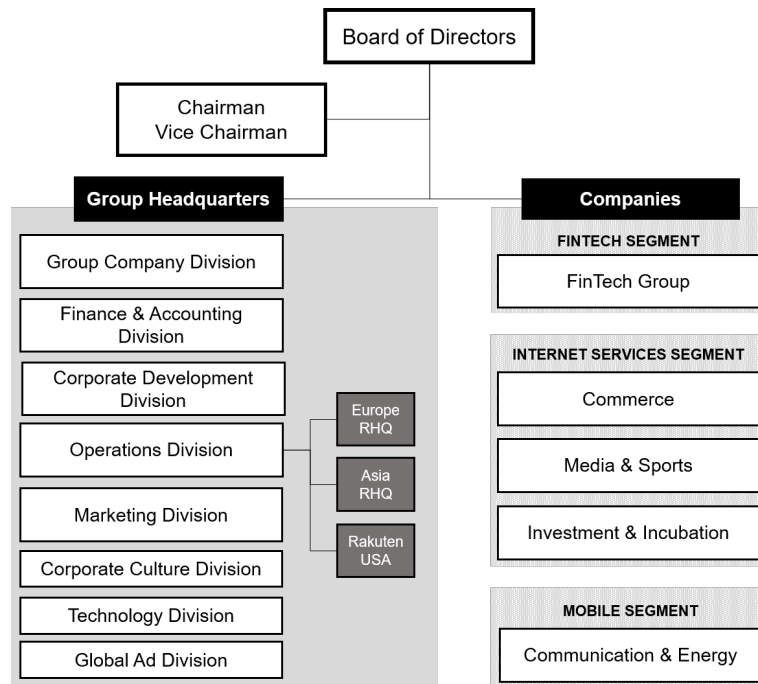 Board of Directors
Chairman
Vice Chairman
Group Headquarters
Group Company Division
Finance & Accounting
Division
Corporate Development
Division
Operations Division
Europe
RHQ
Asia
RHQ
Rakuten
USA
Marketing Division
Corporate Culture Division
Technology Division
Global Ad Division
Companies
FINTECH SEGMENT
FinTech Group
INTERNET SERVICES SEGMENT
Commerce
Media & Sports
Investment & Incubation
MOBILE SEGMENT
Communication & Energy